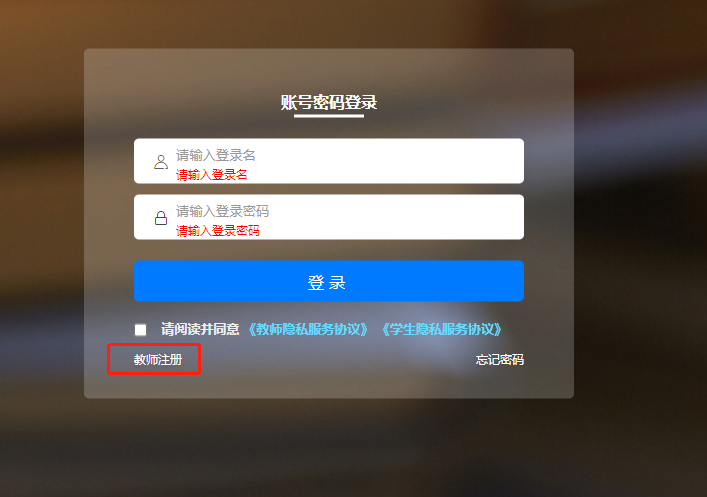 账号密码登录
请输入登录名
请输入登录名
请输入登录密码
请输入登录密码
登 录
请阅读并同意 《教师隐私服务协议》 《学生隐私服务协议》
教师注册 忘记密码